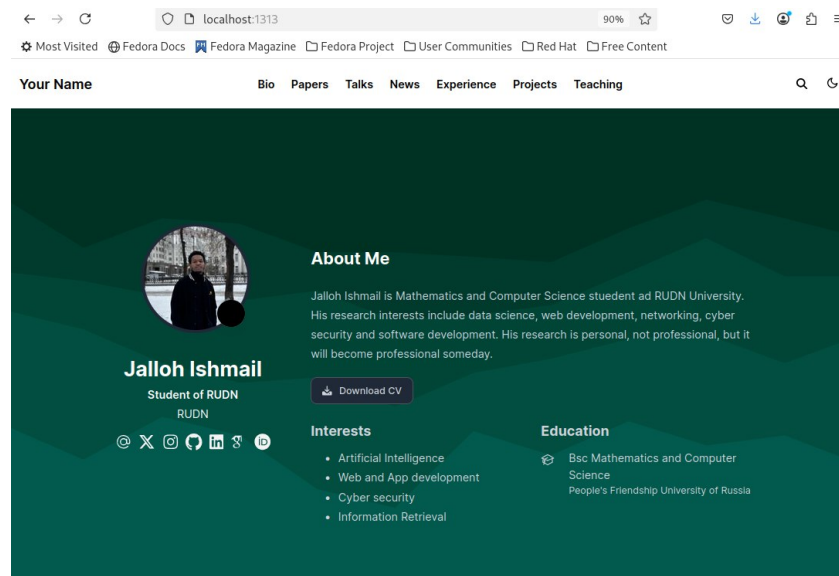 localhost:1313
90%
Most Visited Fedora Docs Fedora Magazine Fedora Project User Communities Red Hat Free Content
Your Name Bio Papers Talks News Experience Projects Teaching
About Me
Jalloh Ishmail is Mathematics and Computer Science stuedent ad RUDN University.
His research interests include data science, web development, networking, cyber
security and software development. His research is personal, not professional, but it
will become professional someday.
Download CV
Jalloh Ishmail
Student of RUDN
RUDN
Interests
Artificial Intelligence
Web and App development
Cyber security
Information Retrieval
Education
Bsc Mathematics and Computer
Science
People's Friendship University of Russia